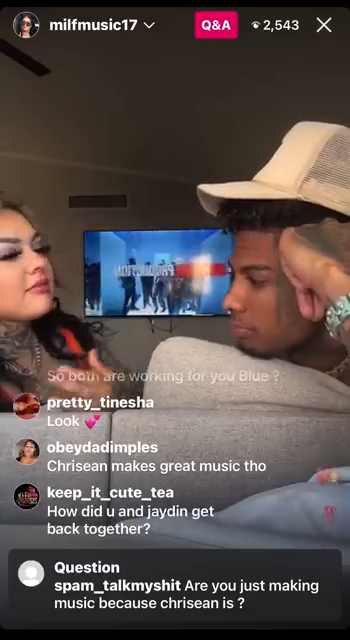 milfmusic17
Q&A
2,543
PRODUCTION
So both are working for you Blue ?
pretty_tinesha
Look 💕
obeydadimples
Chrisean makes great music tho
keep_it_cute_tea
How did u and jaydin get
back together?
Question
spam_talkmyshit Are you just making
music because chrisean is ?